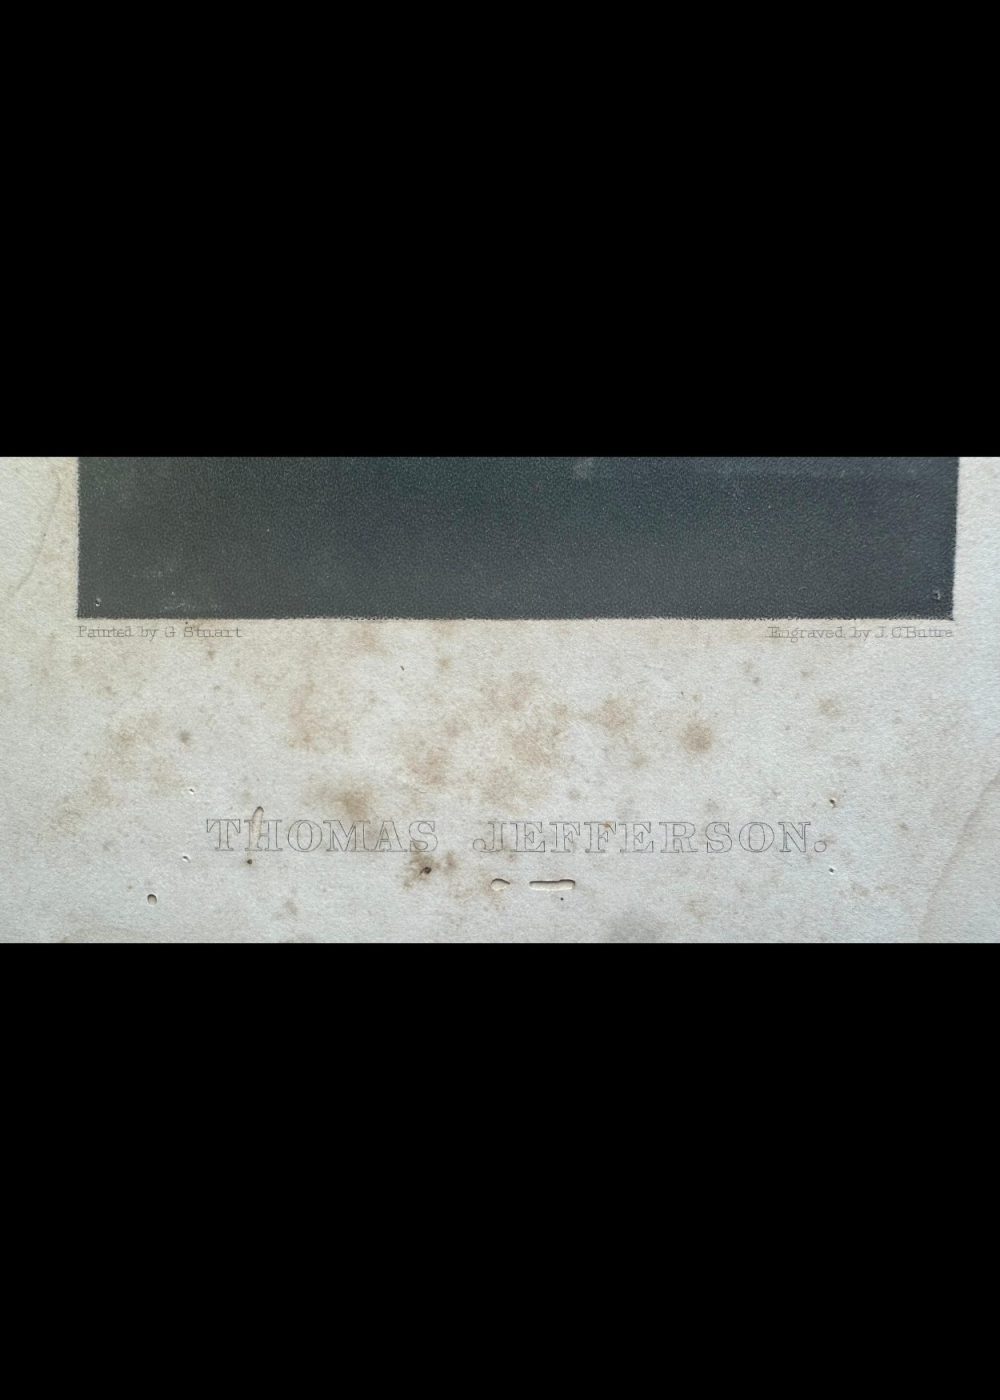 Painted by G Stuart
Engraved by J.C Buttre
THOMAS JEFFERSON.